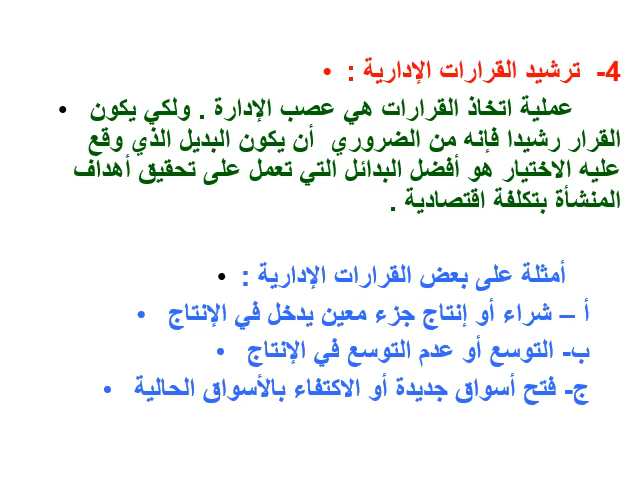 4- ترشيد القرارات الإدارية : •
عملية اتخاذ القرارات هي عصب الإدارة . ولكي يكون •
القرار رشيدا فإنه من الضروري أن يكون البديل الذي وقع
عليه الاختيار هو أفضل البدائل التي تعمل على تحقيق أهداف
المنشأة بتكلفة اقتصادية .
أمثلة على بعض القرارات الإدارية : •
أ – شراء أو إنتاج جزء معين يدخل في الإنتاج •
ب- التوسع أو عدم التوسع في الإنتاج •
ج- فتح أسواق جديدة أو الاكتفاء بالأسواق الحالية •